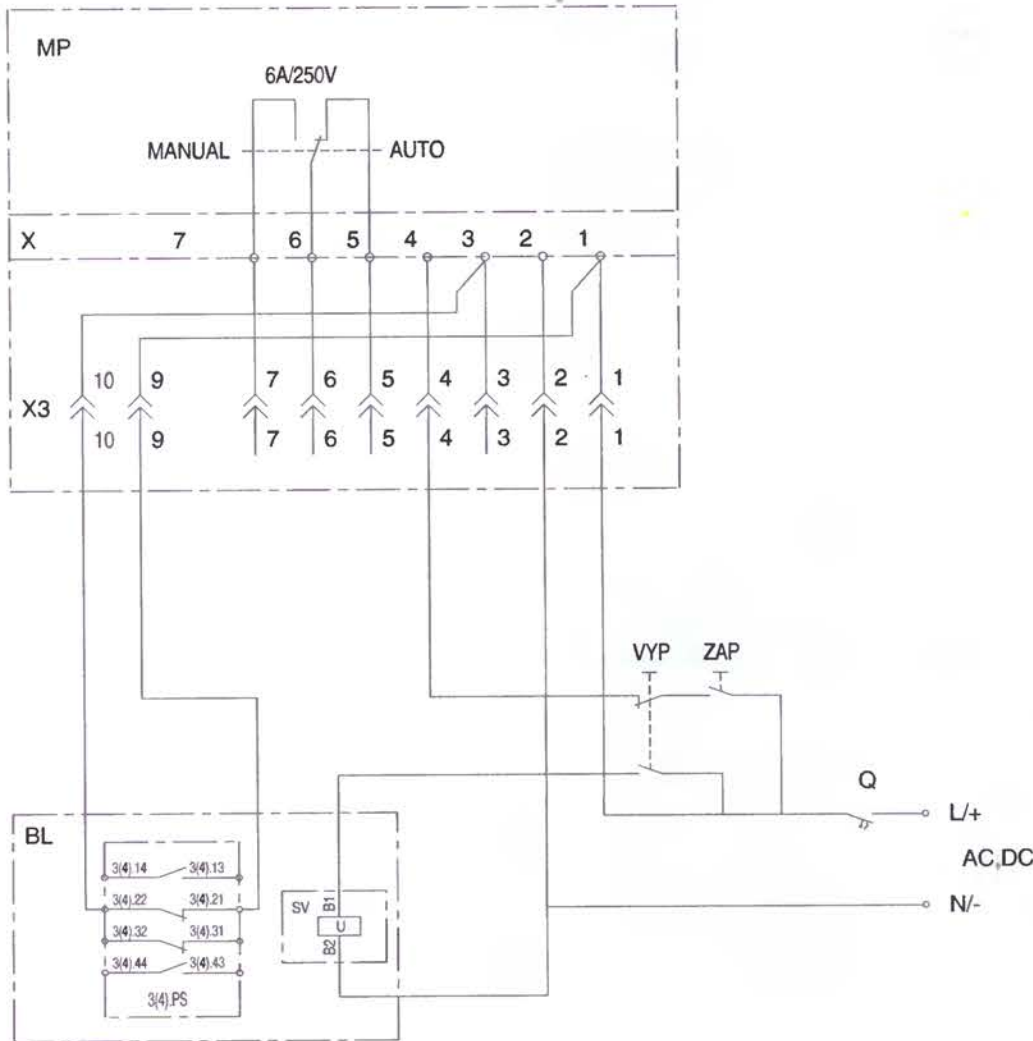 MP
6A/250V
MANUAL AUTO
X 7 6 5 4 3 2 1
10 9 7 6 5 4 3 2 1
X3
10 9 7 6 5 4 3 2 1
VYP ZAP
Q
L/+
BL
AC,DC
3(4).14 3(4).13
3(4).22 3(4).21
SV B1
N/-
U
3(4).32 3(4).31
B2
3(4).44 3(4).43
3(4).PS